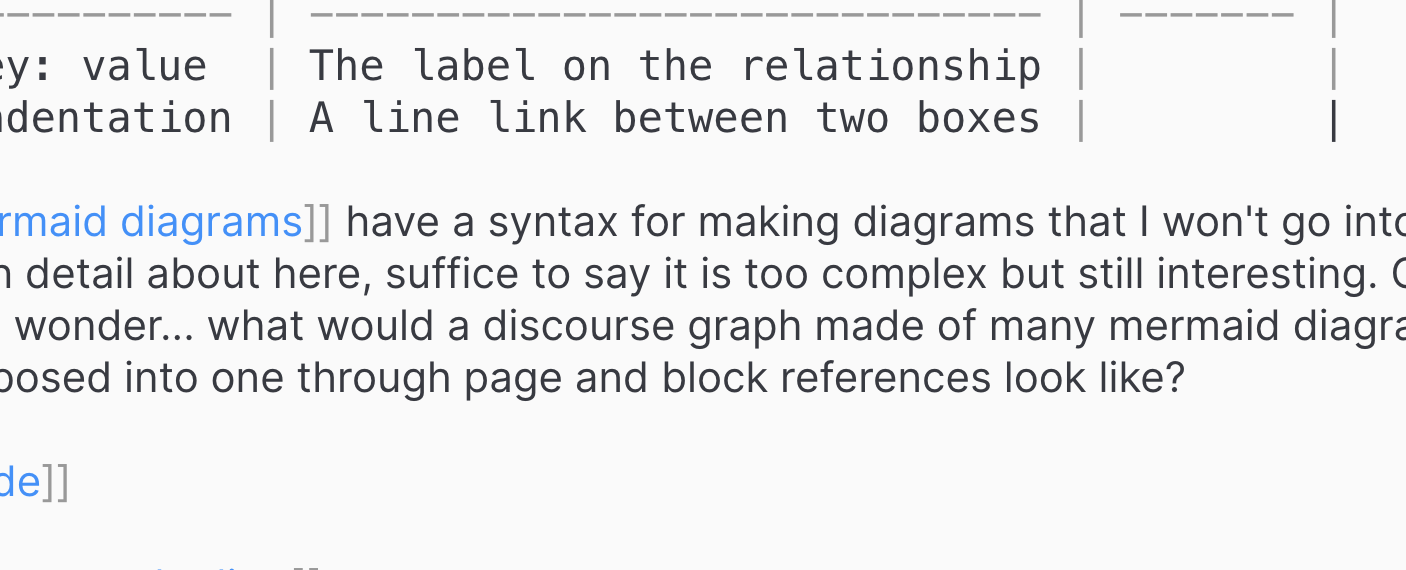 ---------- | ----------------------------- | ------- |
ey: value | The label on the relationship | |
ndentation | A line link between two boxes | |
rmaid diagrams]] have a syntax for making diagrams that I won't go into
n detail about here, suffice to say it is too complex but still interesting.
wonder... what would a discourse graph made of many mermaid diagra
posed into one through page and block references look like?
de]]